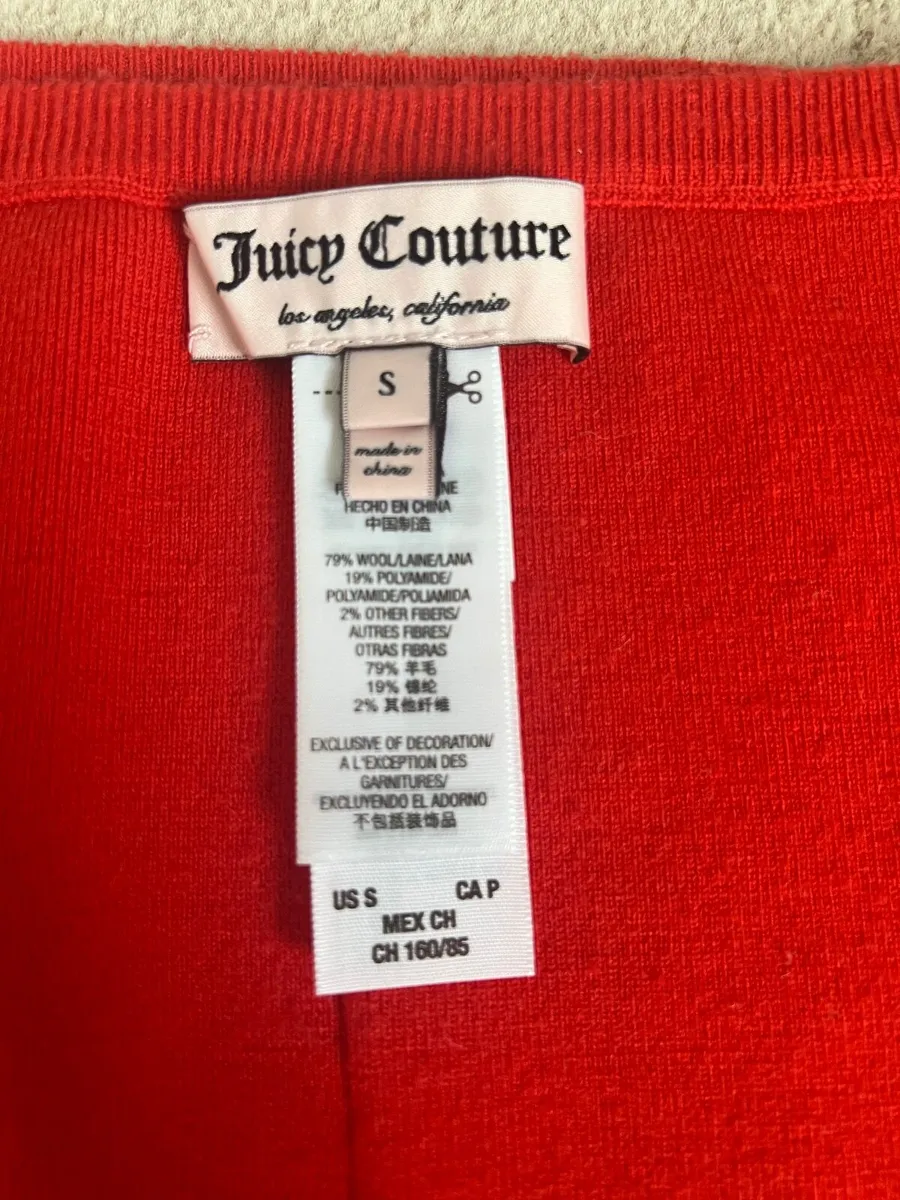 Juicy Couture
los angeles, california
S
made in
china
HECHO EN CHINA
中国制造
79% WOOL/LAINE/LANA
19% POLYAMIDE/
POLYAMIDE/POLIAMIDA
2% OTHER FIBERS/
AUTRES FIBRES/
OTRAS FIBRAS
79% 羊毛
19% 锦纶
2% 其他纤维
EXCLUSIVE OF DECORATION/
A L'EXCEPTION DES
GARNITURES/
EXCLUYENDO EL ADORNO
不包括装饰品
US S CA P
MEX CH
CH 160/85